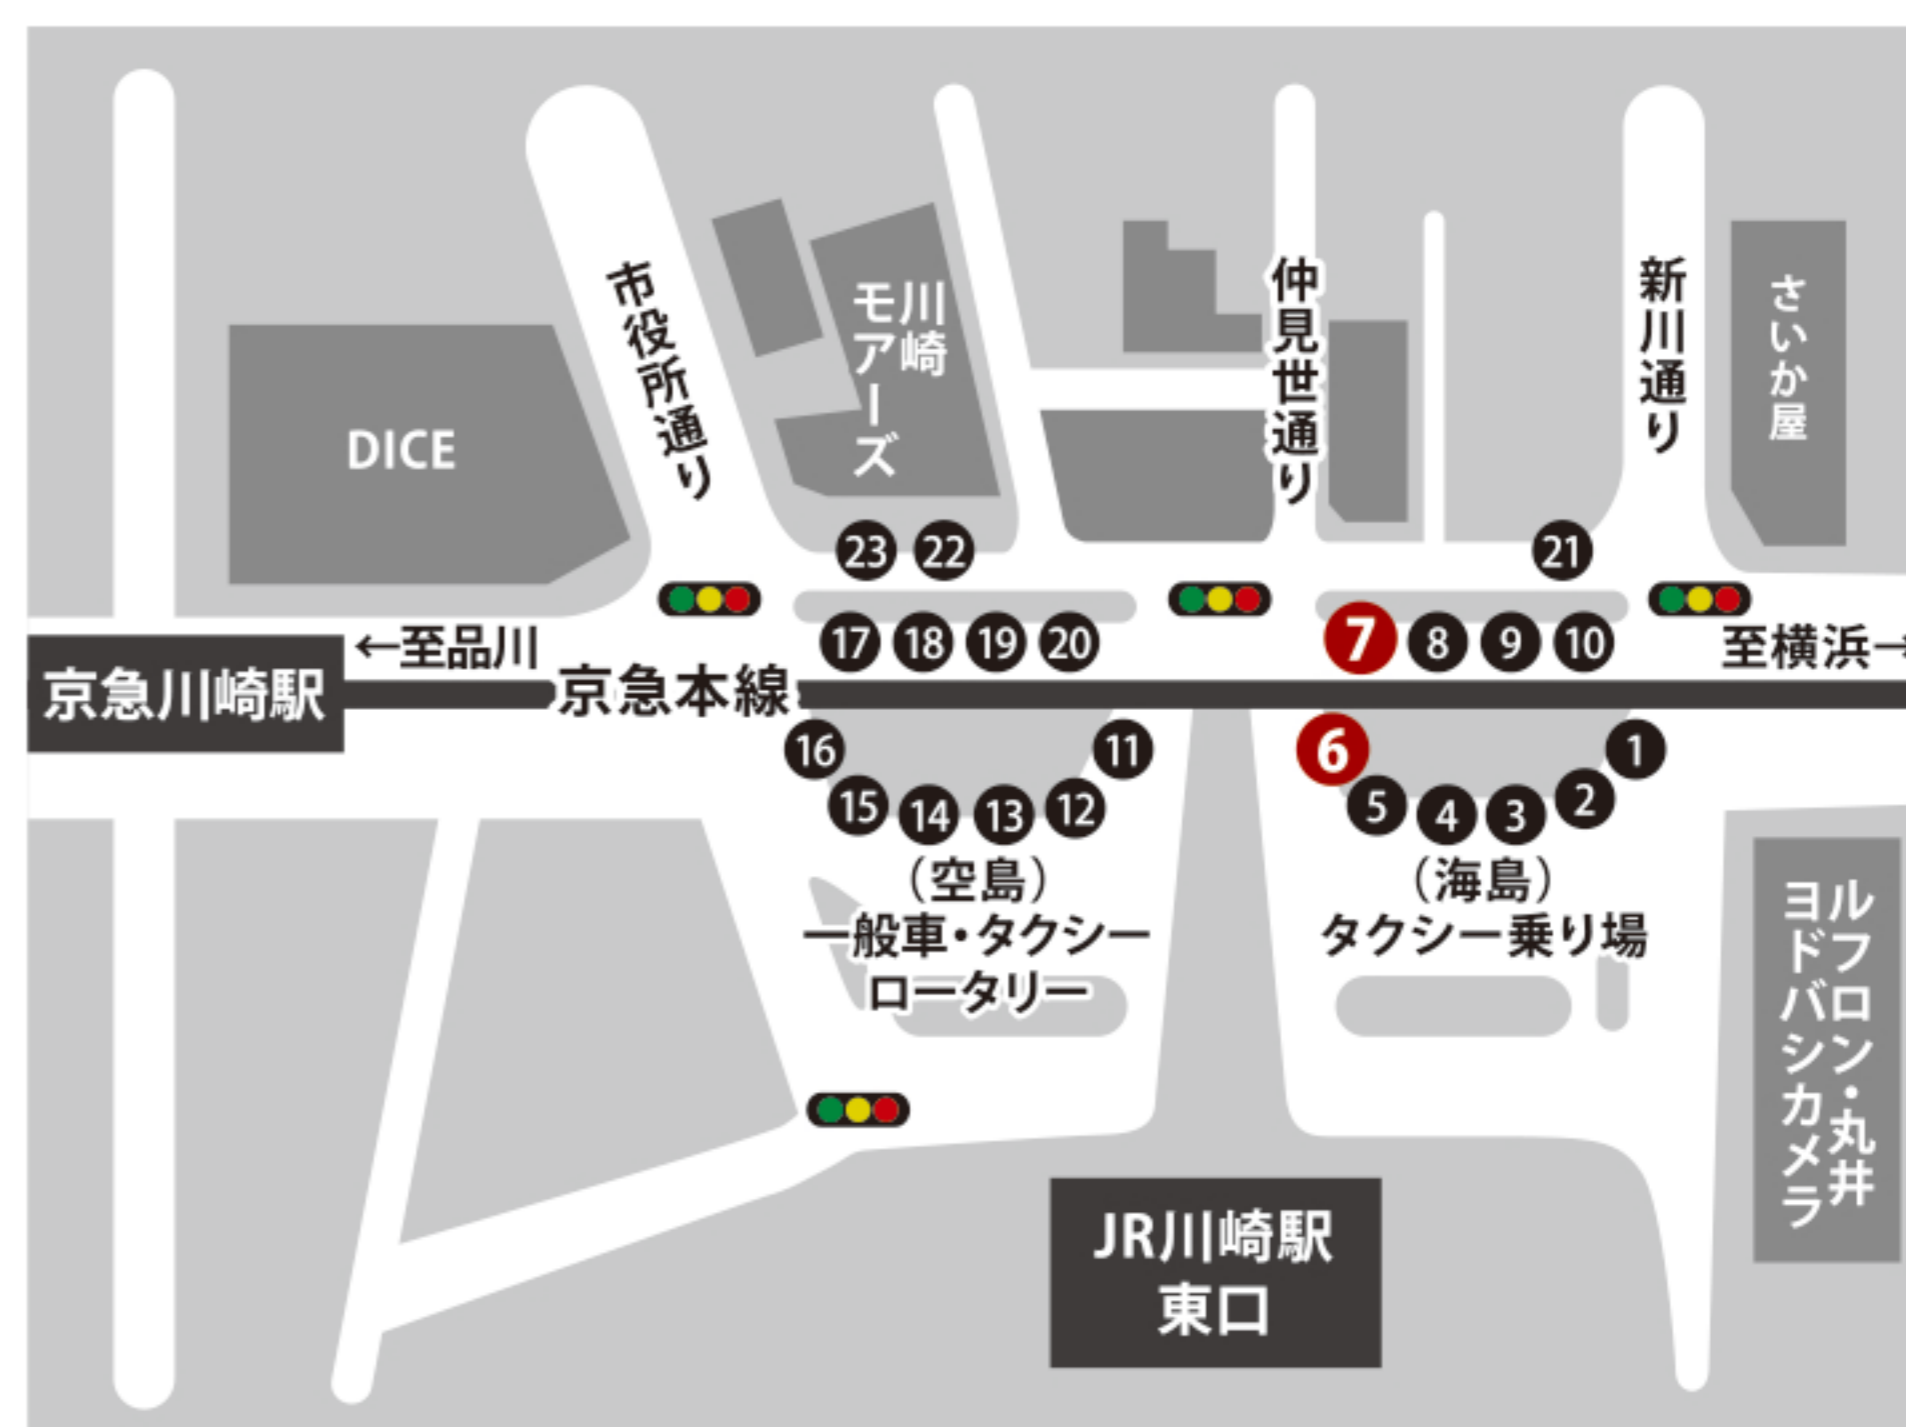 市役所通り
川崎
モアーズ
仲見世通り
新川通り
さいか屋
DICE
23
22
21
←至品川
17
18
19
20
7
8
9
10
至横浜→
京急川崎駅
京急本線
16
11
6
1
15
14
13
12
5
4
3
2
（空島）
一般車・タクシー
ロータリー
（海島）
タクシー乗り場
ルフロン・丸井
ヨドバシカメラ
JR川崎駅
東口